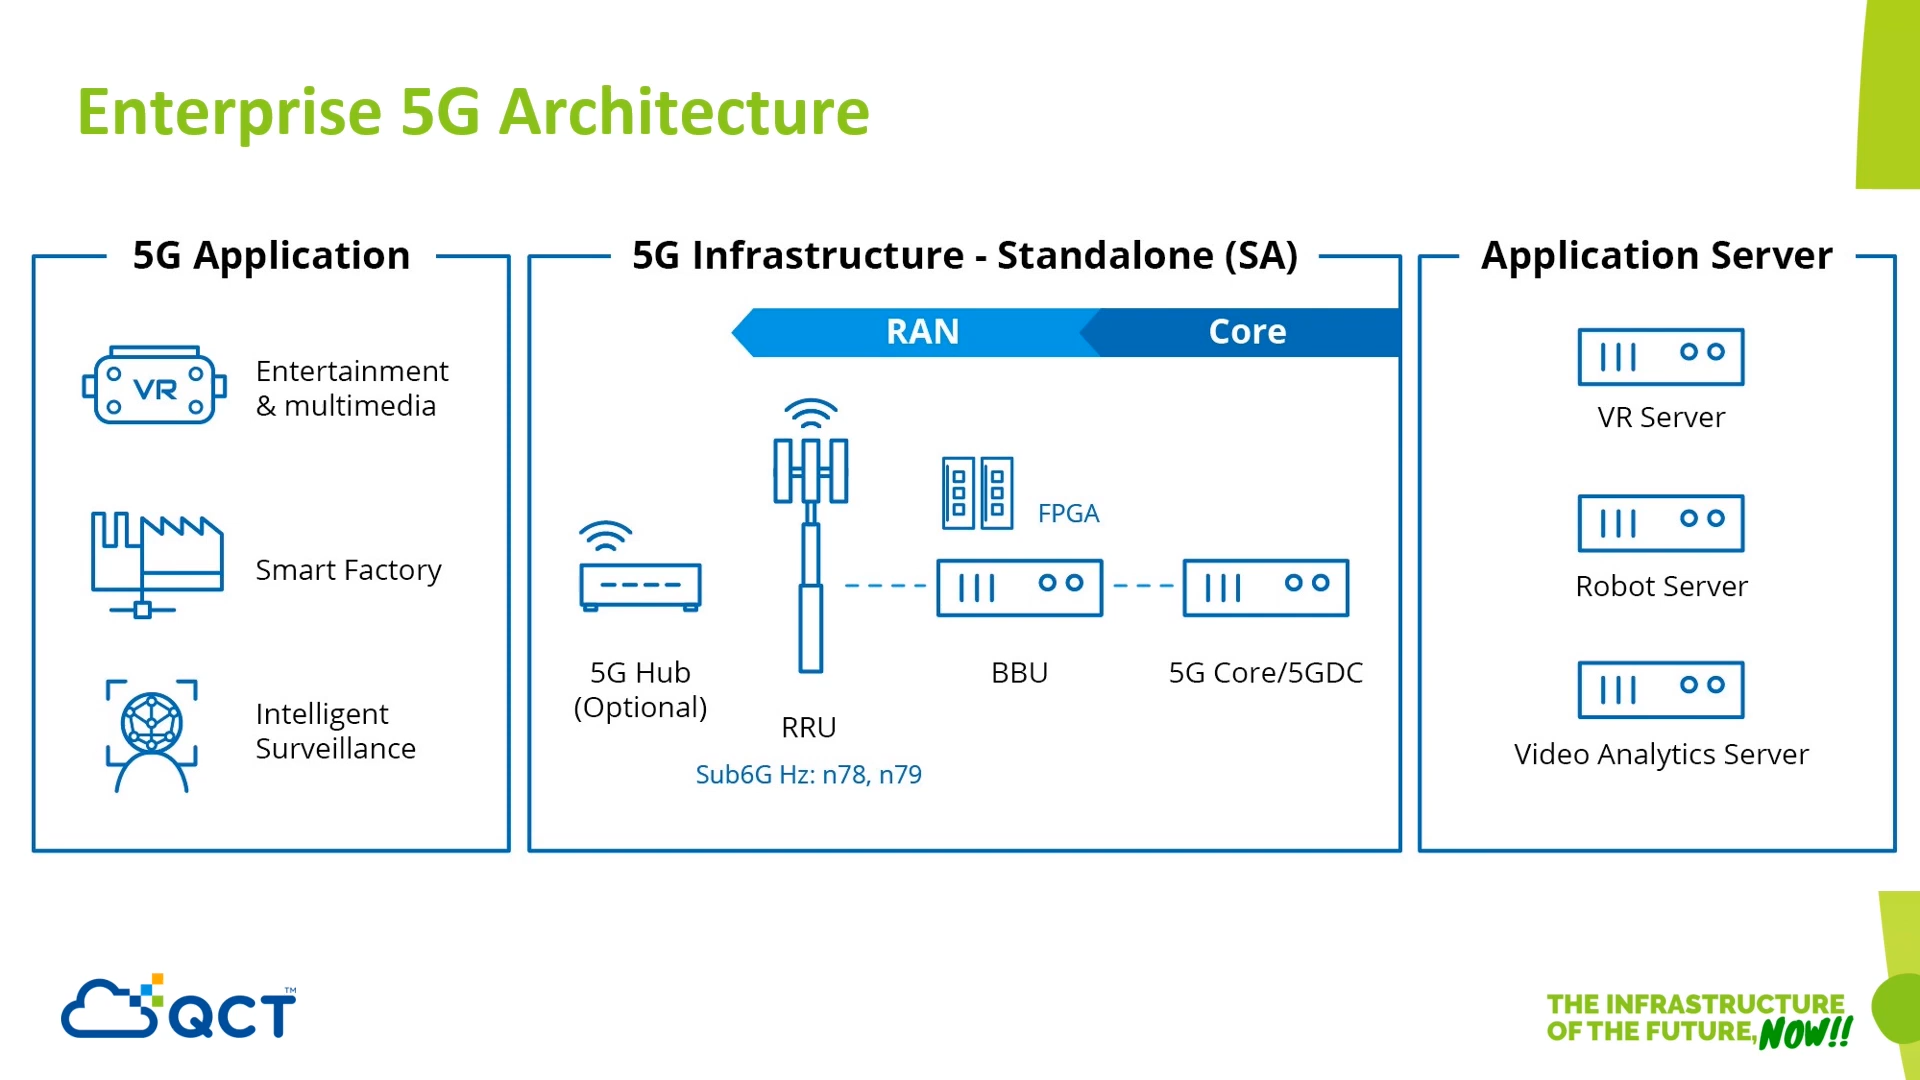 Enterprise 5G Architecture
5G Application
VR
Entertainment
& multimedia
Smart Factory
Intelligent
Surveillance
5G Infrastructure - Standalone (SA)
RAN
Core
FPGA
5G Hub
(Optional)
RRU
Sub6G Hz: n78, n79
BBU
5G Core/5GDC
Application Server
VR Server
Robot Server
Video Analytics Server
QCT™
THE INFRASTRUCTURE
OF THE FUTURE, NOW!!